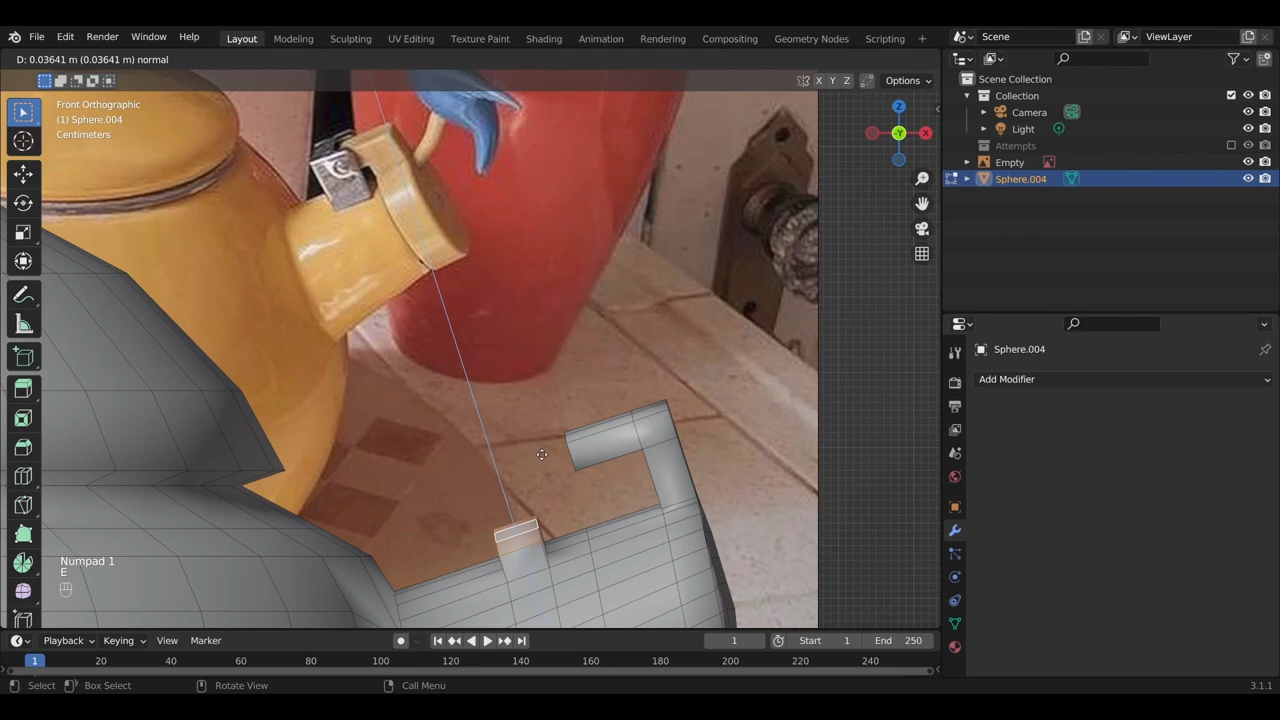 File Edit Render Window Help
Layout Modeling Sculpting UV Editing Texture Paint Shading Animation Rendering Compositing Geometry Nodes Scripting +
Scene ViewLayer
D: 0.03641 m (0.03641 m) normal
X Y Z Options
Front Orthographic
(1) Sphere.004
Centimeters
Z
-Y X
Numpad 1
E
Scene Collection
Collection
Camera
Light
Attempts
Empty
Sphere.004
Sphere.004
Add Modifier
Playback Keying View Marker
1 Start 1 End 250
1 20 40 60 80 100 120 140 160 180 200 220 240
Select Box Select Rotate View Call Menu 3.1.1